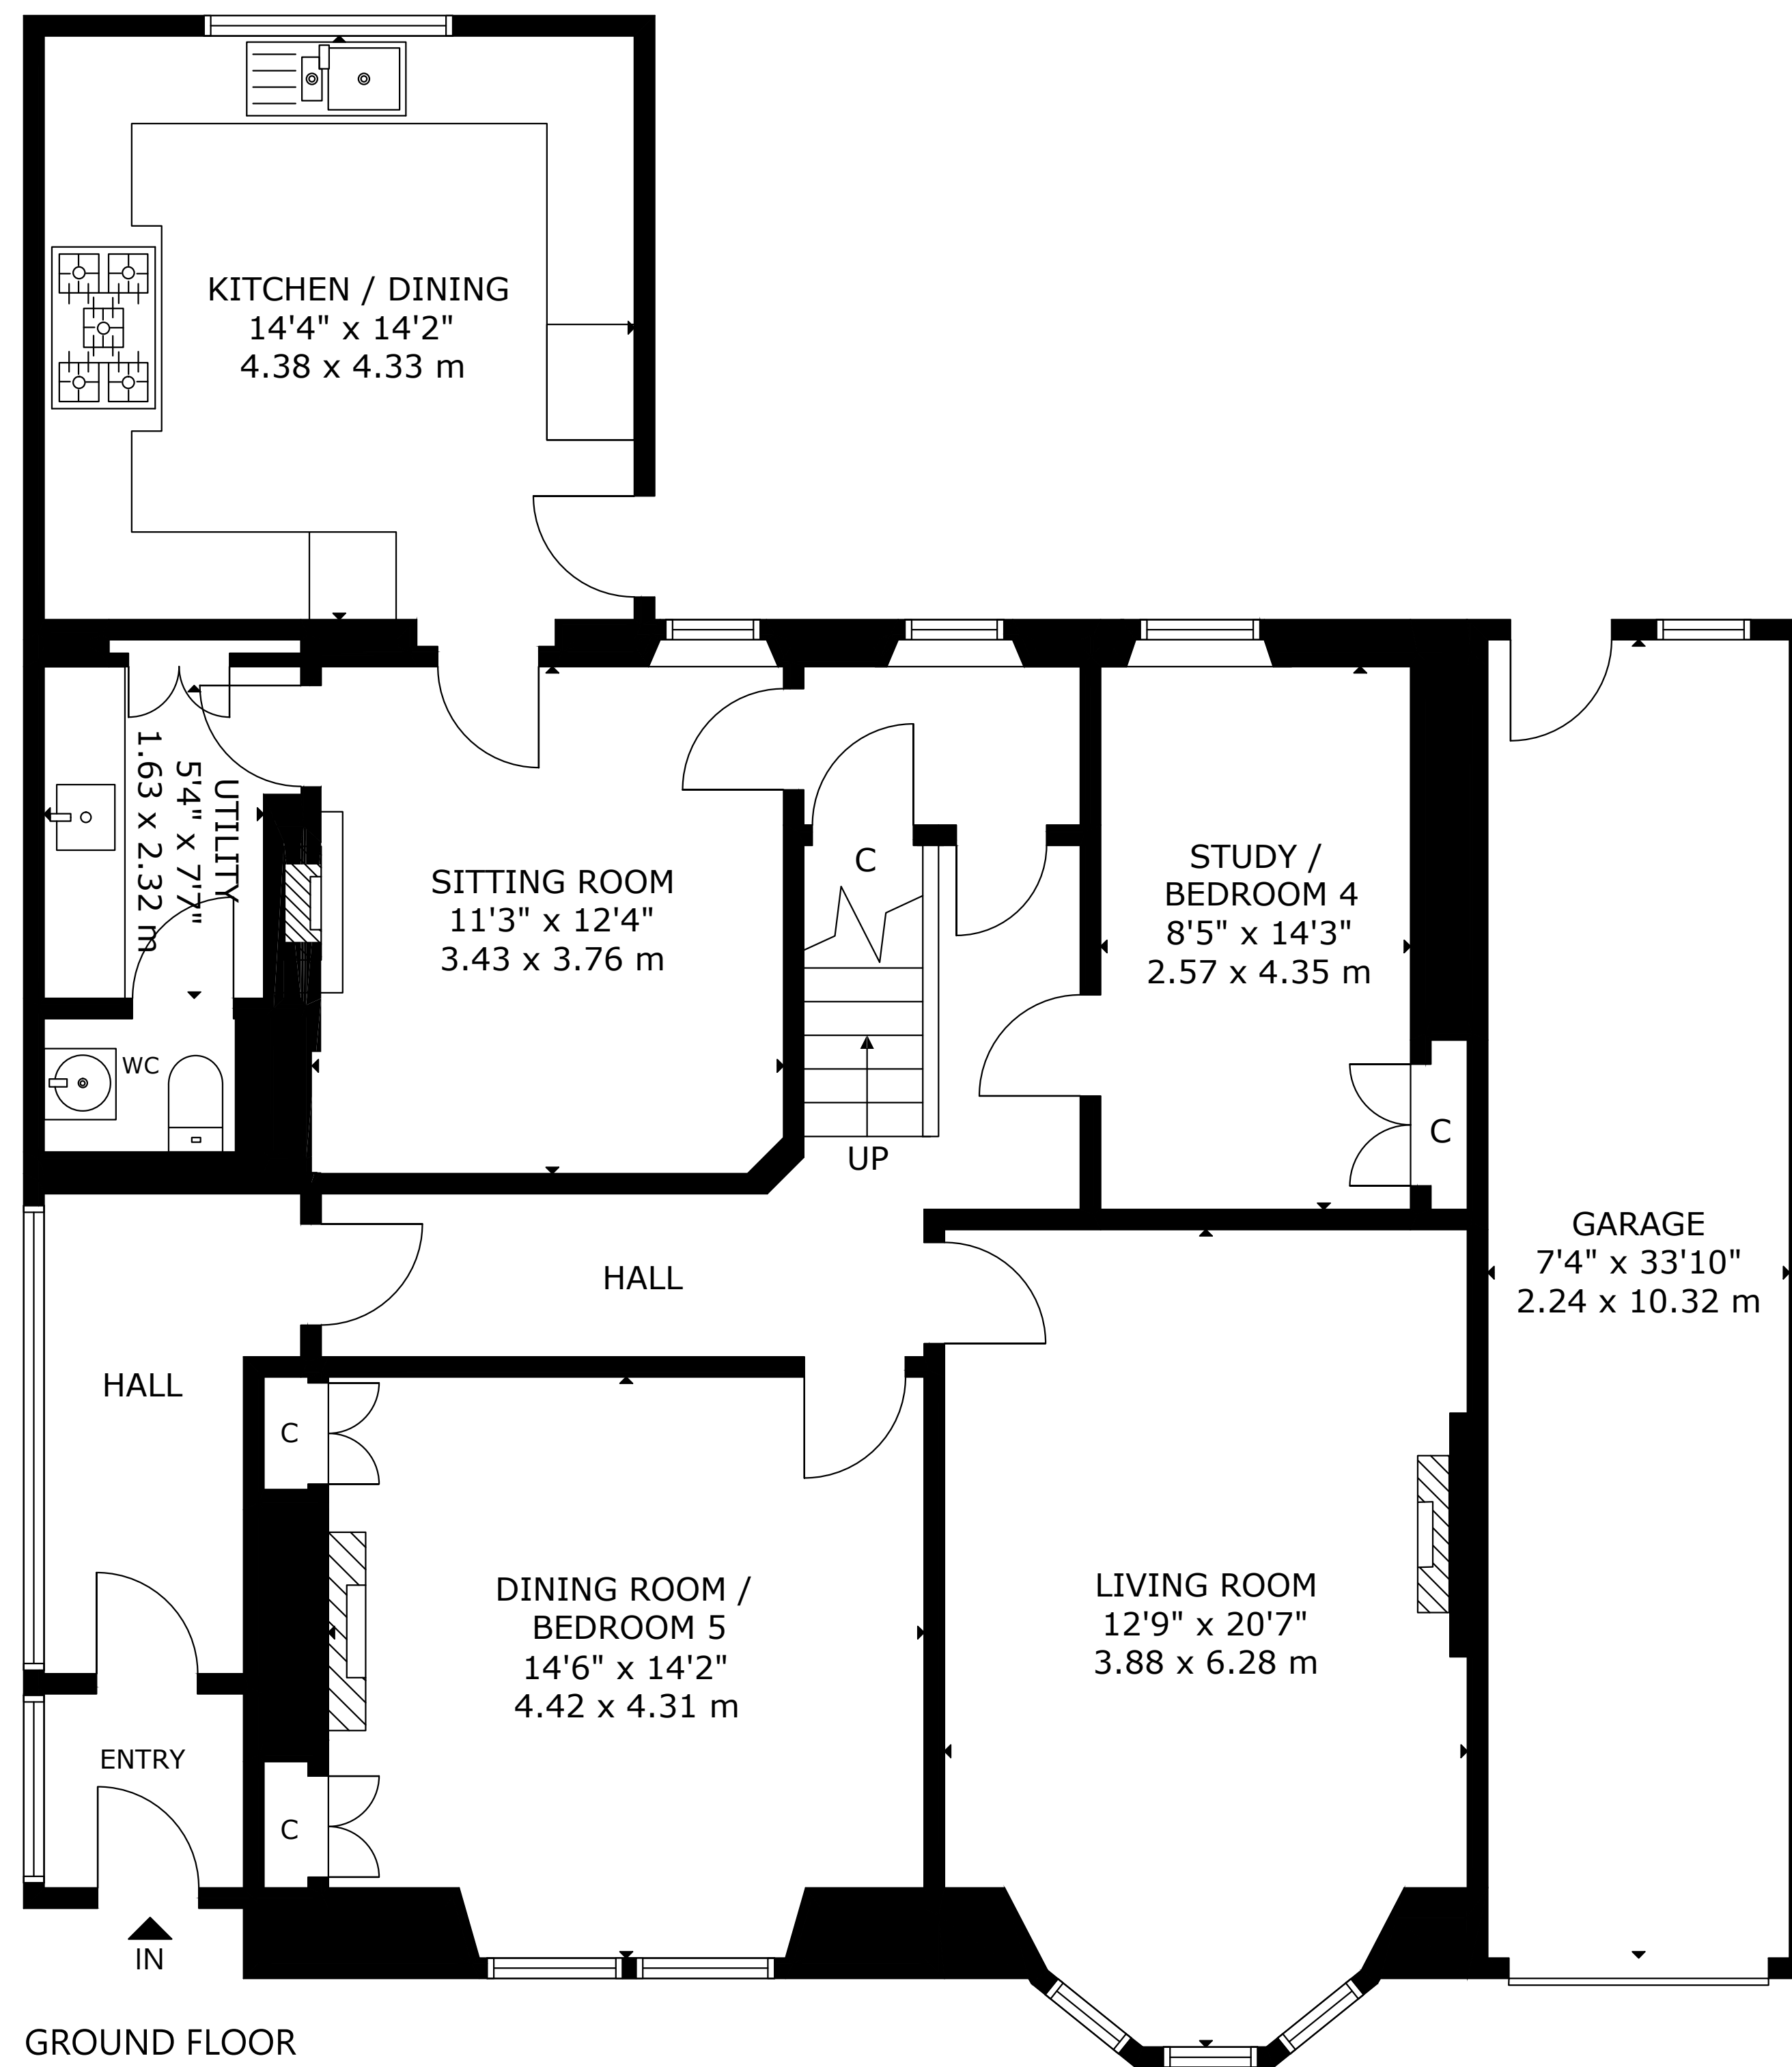 KITCHEN / DINING
14'4" x 14'2"
4.38 x 4.33 m
UTILITY
5'4" x 7'7"
1.63 x 2.32 m
SITTING ROOM
11'3" x 12'4"
3.43 x 3.76 m
C
STUDY /
BEDROOM 4
8'5" x 14'3"
2.57 x 4.35 m
WC
UP
C
GARAGE
7'4" x 33'10"
2.24 x 10.32 m
HALL
HALL
C
DINING ROOM /
BEDROOM 5
14'6" x 14'2"
4.42 x 4.31 m
LIVING ROOM
12'9" x 20'7"
3.88 x 6.28 m
ENTRY
C
IN
GROUND FLOOR